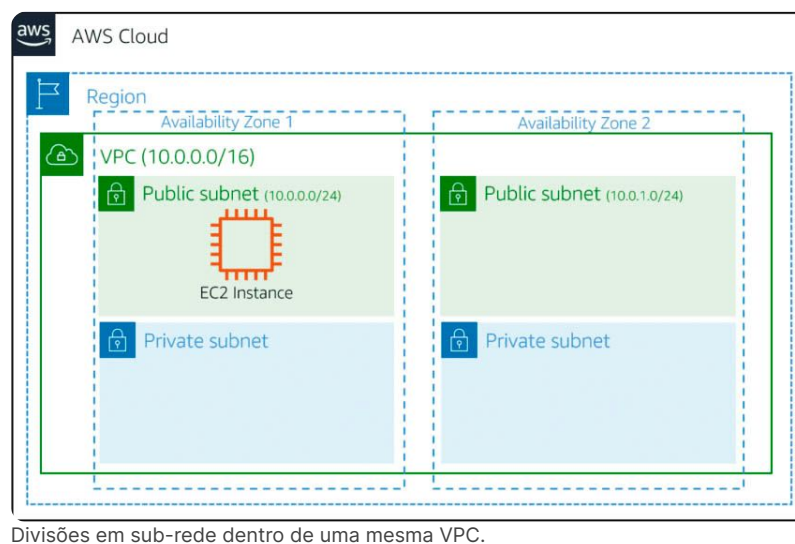 aws
AWS Cloud
Region
Availability Zone 1
Availability Zone 2
VPC (10.0.0.0/16)
Public subnet (10.0.0.0/24)
Public subnet (10.0.1.0/24)
EC2 Instance
Private subnet
Private subnet
Divisões em sub-rede dentro de uma mesma VPC.